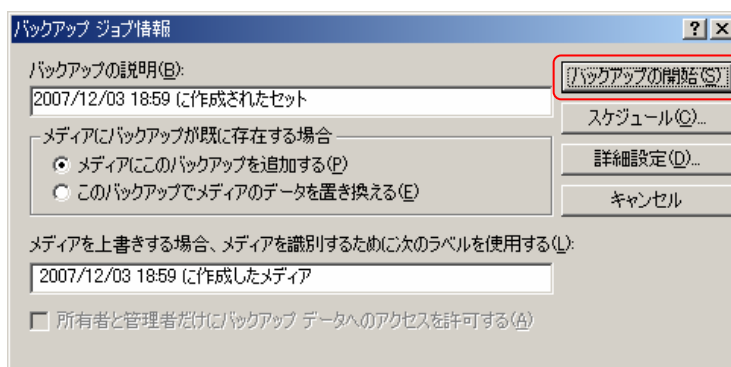 バックアップ ジョブ情報
バックアップの説明(B):
2007/12/03 18:59 に作成されたセット
メディアにバックアップが既に存在する場合
メディアにこのバックアップを追加する(P)
このバックアップでメディアのデータを置き換える(E)
メディアを上書きする場合、メディアを識別するために次のラベルを使用する(L):
2007/12/03 18:59 に作成したメディア
所有者と管理者だけにバックアップ データへのアクセスを許可する(A)
バックアップの開始(S)
スケジュール(C)...
詳細設定(D)...
キャンセル